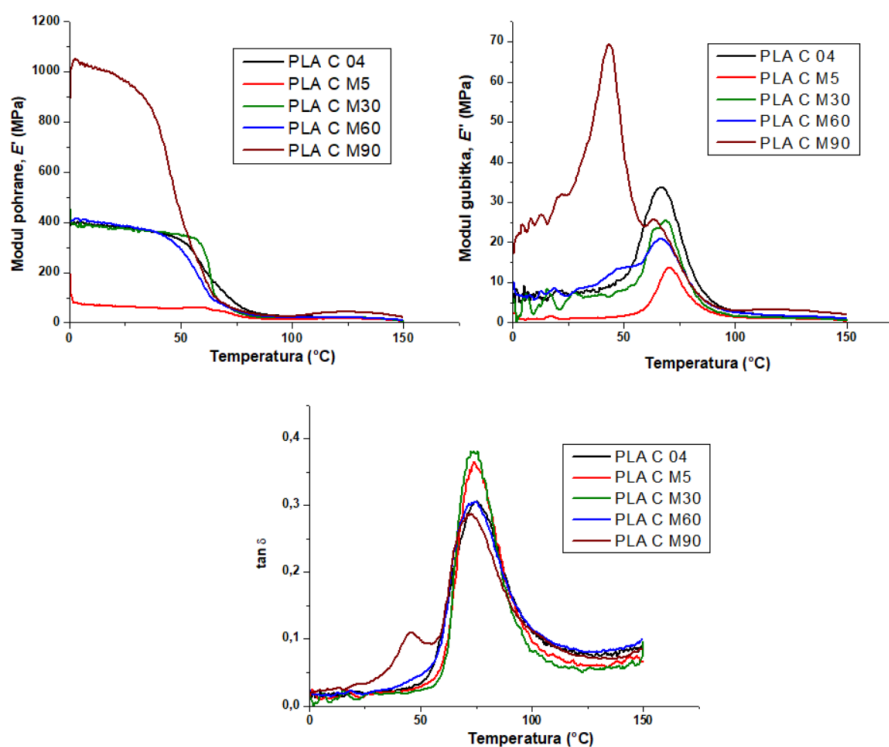 1200
1000
800
600
400
200
0
0
50
100
150
Modul pohrane, E' (MPa)
Temperatura (°C)
PLA C 04
PLA C M5
PLA C M30
PLA C M60
PLA C M90
70
60
50
40
30
20
10
0
0
50
100
150
Modul gubitka, E'' (MPa)
Temperatura (°C)
PLA C 04
PLA C M5
PLA C M30
PLA C M60
PLA C M90
0,4
0,3
0,2
0,1
0,0
0
50
100
150
tan δ
Temperatura (°C)
PLA C 04
PLA C M5
PLA C M30
PLA C M60
PLA C M90